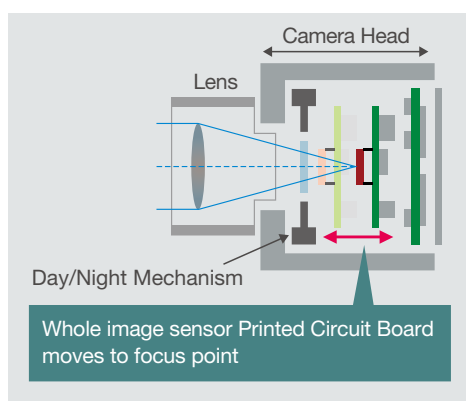 Camera Head
Lens
Day/Night Mechanism
Whole image sensor Printed Circuit Board
moves to focus point